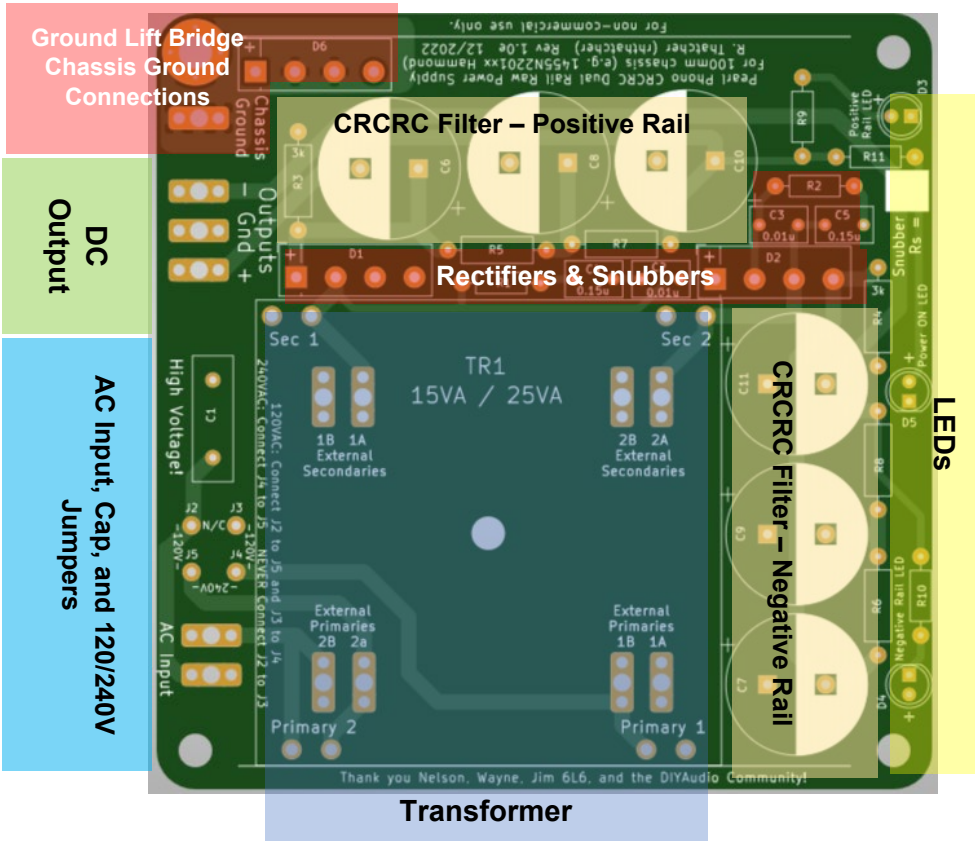 Ground Lift Bridge
Chassis Ground
Connections
For non-commercial use only.
R. Thatcher (rhthatcher) Rev 1.0e 12/2022
For 100mm chassis (e.g. 1455N2201xx Hammond)
Pearl Phono CRCRC Dual Rail Raw Power Supply
D6
+
Chassis
Ground
CRCRC Filter – Positive Rail
3k
R3
C6
C8
C10
+
+
+
R9
Positive
Rail LED
+
D3
R11
R2
C3
0.01u
C5
0.15u
Snubber
Rs =
DC
Output
Outputs
-
Gnd
+
+
D1
R5
R7
Rectifiers & Snubbers
0.15u
0.01u
+
D2
3k
R4
Sec 1
Sec 2
TR1
15VA / 25VA
1B 1A
External
Secondaries
2B 2A
External
Secondaries
240VAC: Connect J4 to J5 NEVER Connect J2 to J3
120VAC: Connect J2 to J5 and J3 to J4
AC Input, Cap, and 120/240V
Jumpers
High Voltage!
C1
J2
J3
N/C
-120V-
-120V-
J5
J4
-240V-
AC Input
External
Primaries
2B 2a
External
Primaries
1B 1A
Primary 2
Primary 1
CRCRC Filter – Negative Rail
+
C11
+
C9
+
C7
R8
R6
Power ON LED
+
D5
LEDs
Negative Rail LED
R10
D4
+
Thank you Nelson, Wayne, Jim 6L6, and the DIYAudio Community!
Transformer